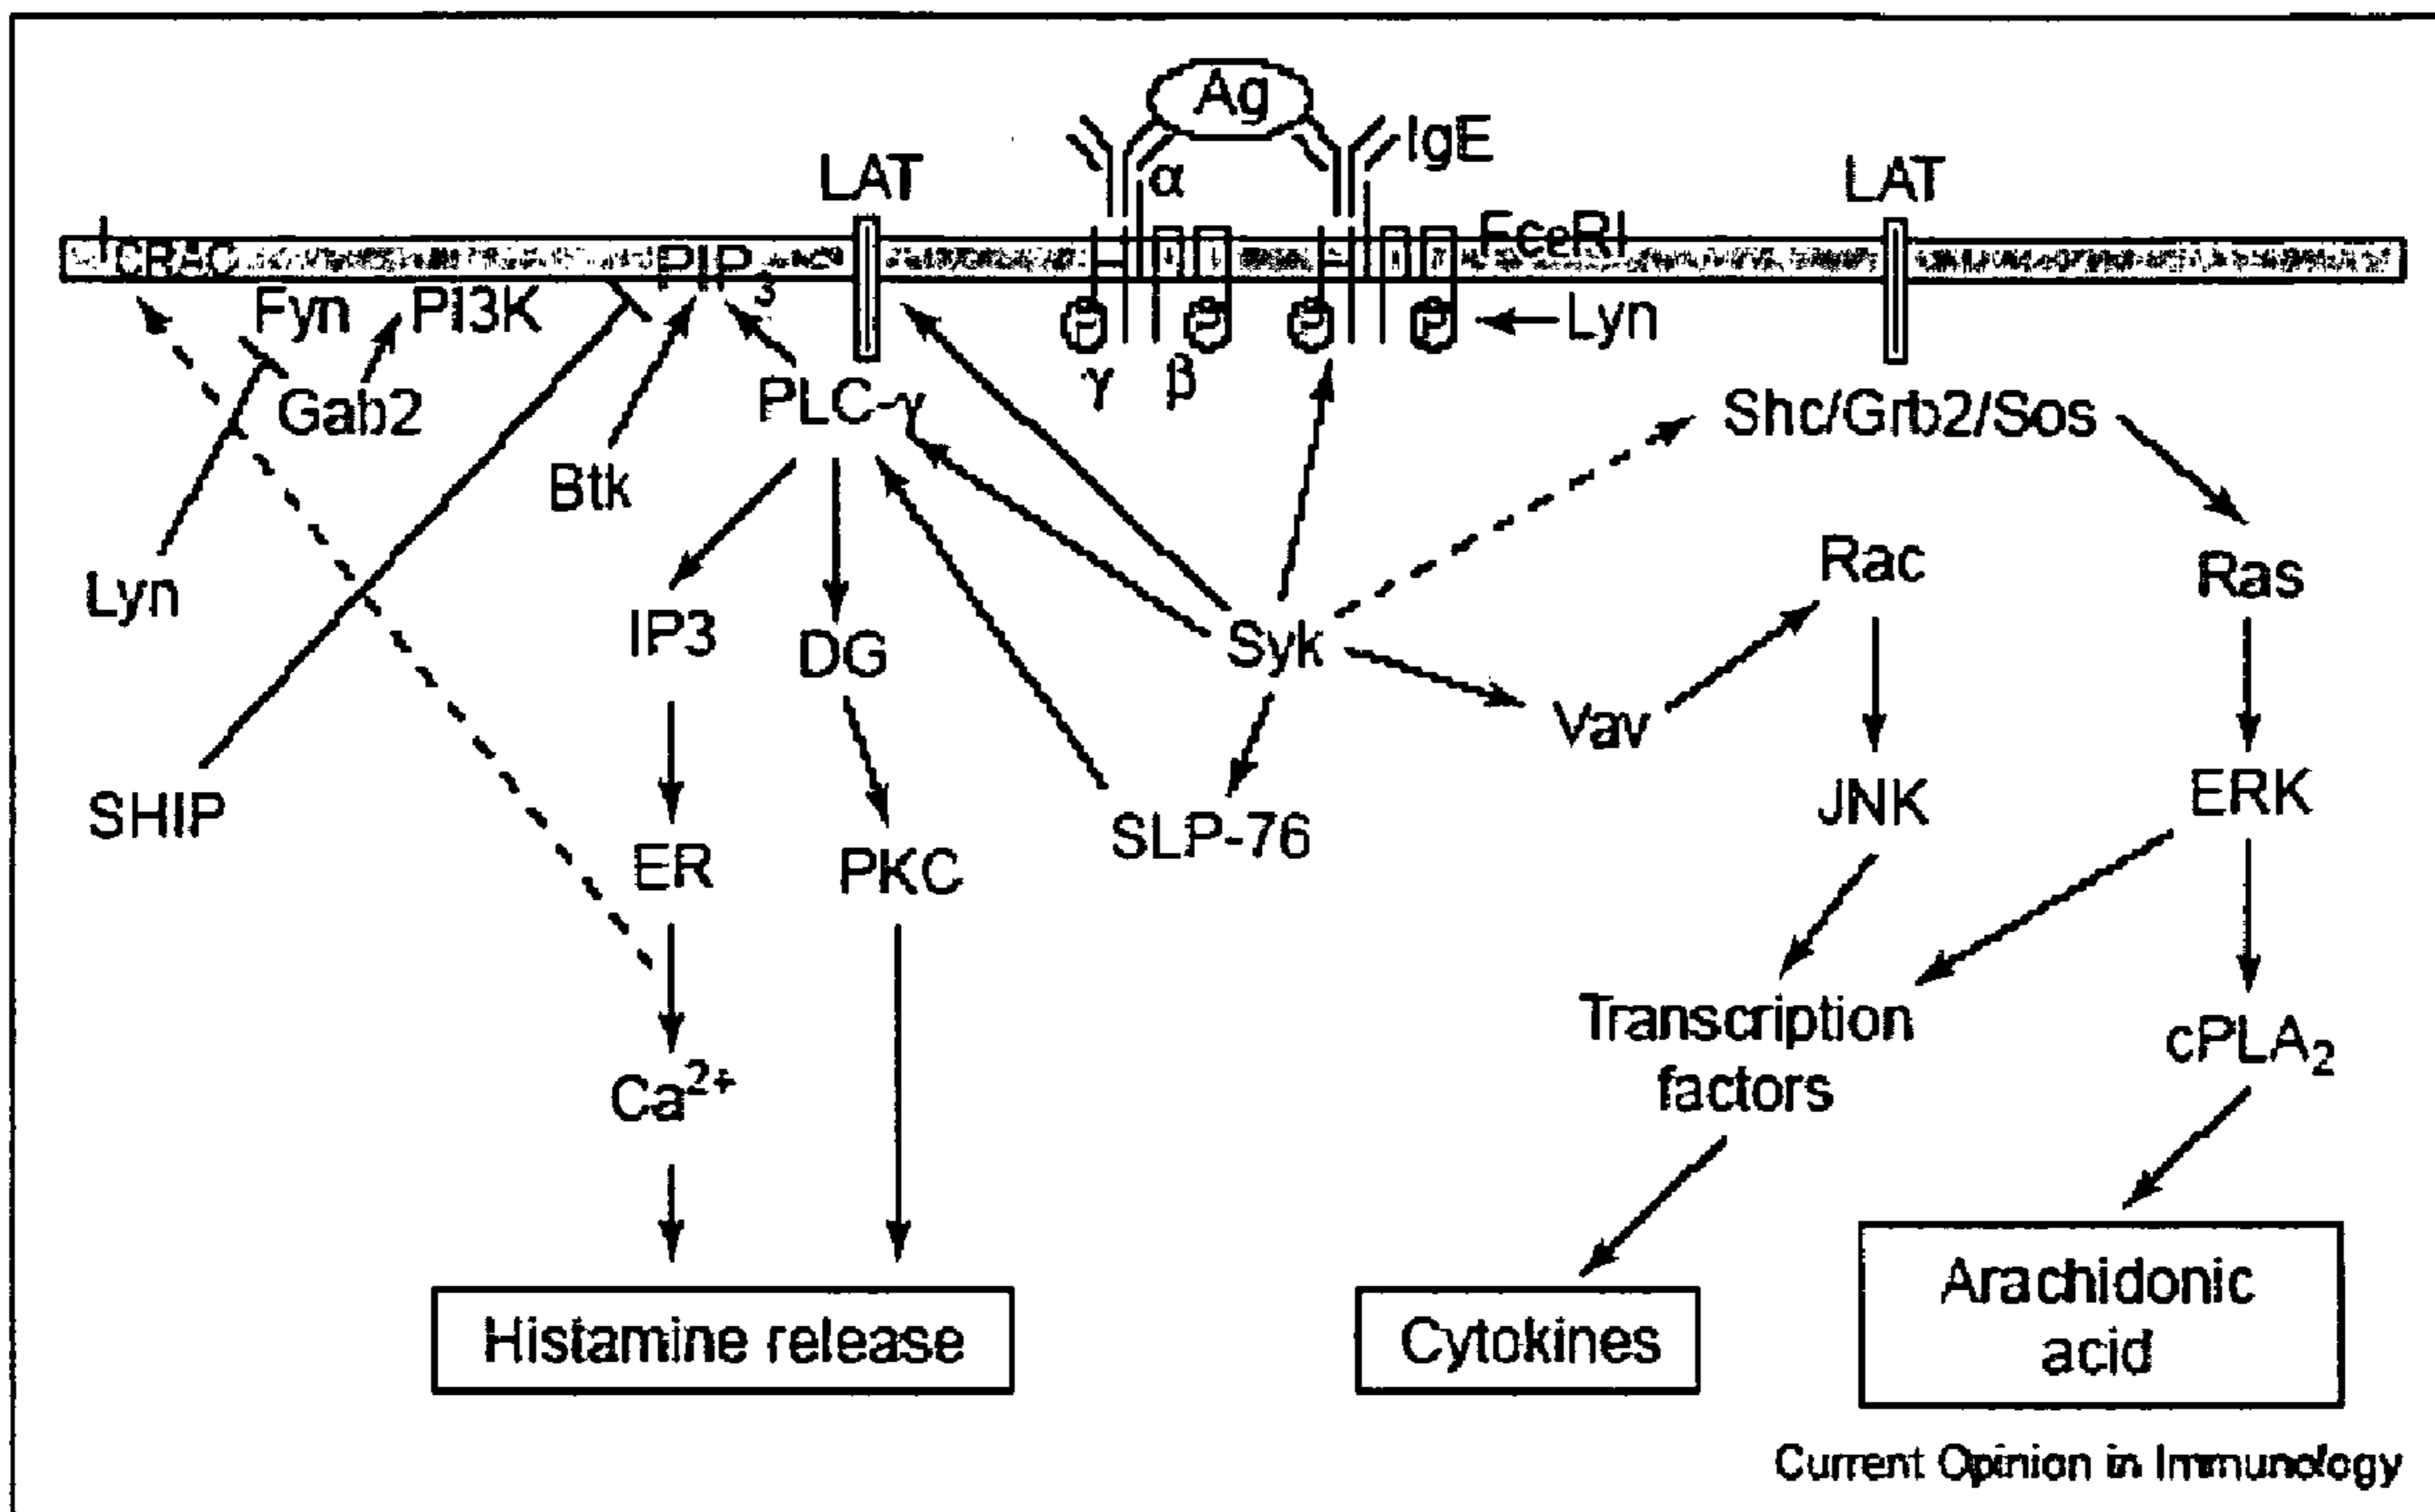 Ag
IgE
α
LAT
LAT
FcεRI
I CRAC
PIP3
Fyn
PI3K
P
P
P
P
Lyn
γ
β
Gab2
PLC-γ
Shc/Grb2/Sos
Btk
Lyn
IP3
DG
Syk
Rac
Ras
Vav
SHIP
SLP-76
JNK
ERK
ER
PKC
Transcription
factors
cPLA2
Ca2+
Histamine release
Cytokines
Arachidonic
acid
Current Opinion in Immunology